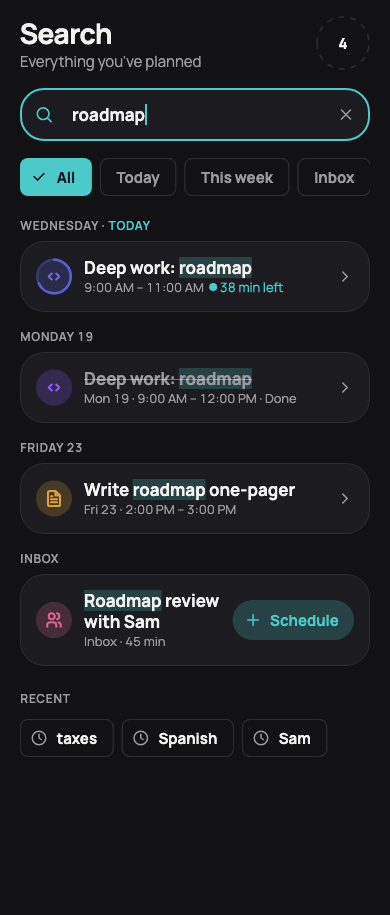 Search
4
Everything you've planned
roadmap
All
Today
This week
Inbox
WEDNESDAY · TODAY
Deep work: roadmap
9:00 AM – 11:00 AM 38 min left
MONDAY 19
Deep work: roadmap
Mon 19 · 9:00 AM – 12:00 PM · Done
FRIDAY 23
Write roadmap one-pager
Fri 23 · 2:00 PM – 3:00 PM
INBOX
Roadmap review
with Sam
Inbox · 45 min
Schedule
RECENT
taxes
Spanish
Sam